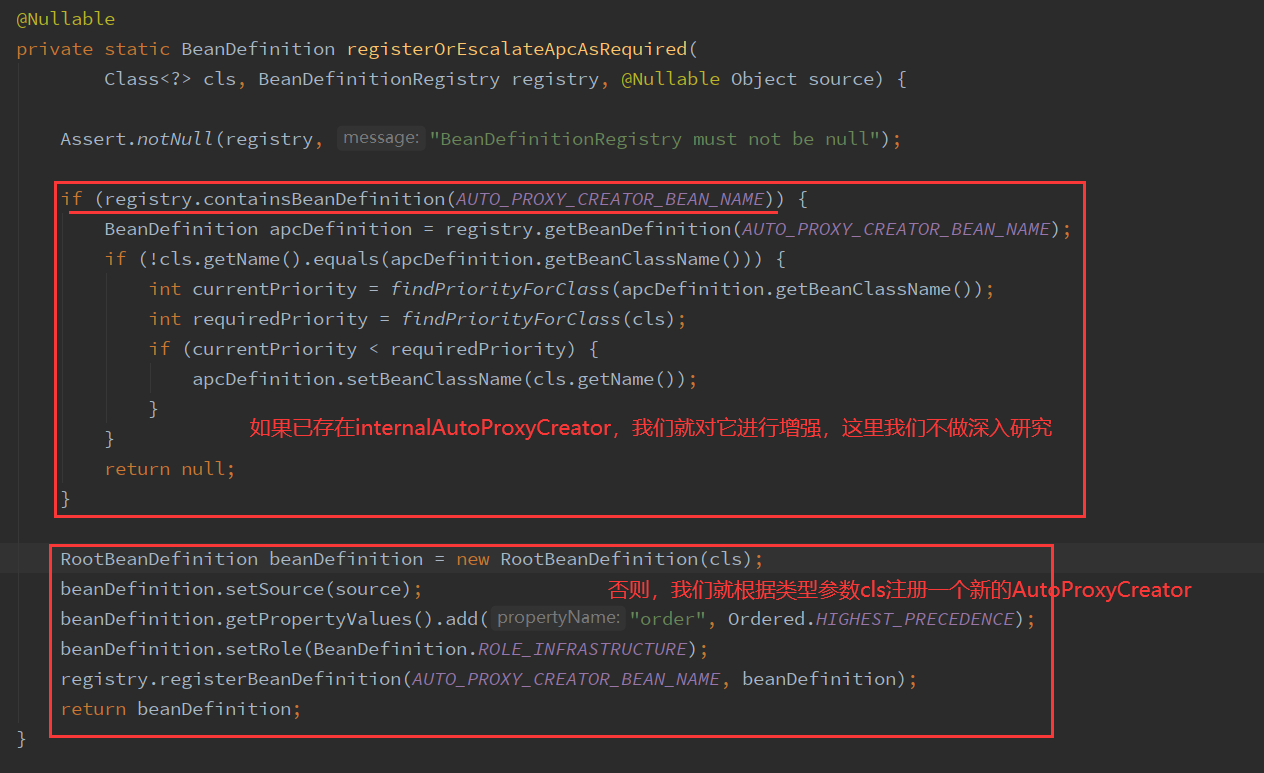 @Nullable
private static BeanDefinition registerOrEscalateApcAsRequired(
Class<?> cls, BeanDefinitionRegistry registry, @Nullable Object source) {
Assert.notNull(registry, message: "BeanDefinitionRegistry must not be null");
if (registry.containsBeanDefinition(AUTO_PROXY_CREATOR_BEAN_NAME)) {
BeanDefinition apcDefinition = registry.getBeanDefinition(AUTO_PROXY_CREATOR_BEAN_NAME);
if (!cls.getName().equals(apcDefinition.getBeanClassName())) {
int currentPriority = findPriorityForClass(apcDefinition.getBeanClassName());
int requiredPriority = findPriorityForClass(cls);
if (currentPriority < requiredPriority) {
apcDefinition.setBeanClassName(cls.getName());
}
如果已存在internalAutoProxyCreator，我们就对它进行增强，这里我们不做深入研究
}
return null;
}
RootBeanDefinition beanDefinition = new RootBeanDefinition(cls);
beanDefinition.setSource(source);
否则，我们就根据类型参数cls注册一个新的AutoProxyCreator
beanDefinition.getPropertyValues().add( propertyName: "order", Ordered.HIGHEST_PRECEDENCE);
beanDefinition.setRole(BeanDefinition.ROLE_INFRASTRUCTURE);
registry.registerBeanDefinition(AUTO_PROXY_CREATOR_BEAN_NAME, beanDefinition);
return beanDefinition;
}